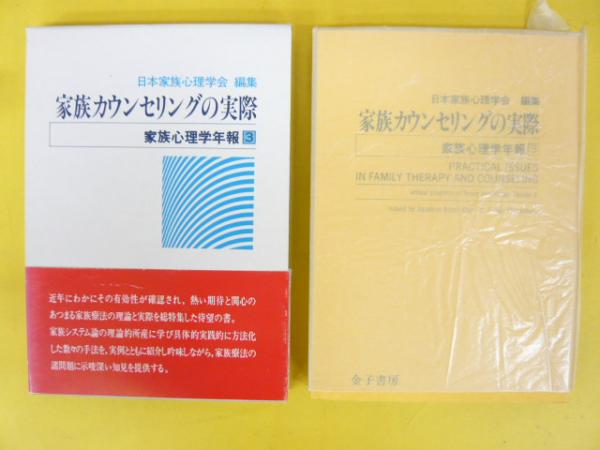 日本家族心理学会 編集
家族カウンセリングの実際
家族心理学年報 3
近年にわかにその有効性が確認され、熱い期待と関心の
あつまる家族療法の理論と実際を総特集した待望の書。
家族システム論の理論的所産に学び具体的実践的に方法化
した数々の手法を、実例とともに紹介し吟味しながら、家族療法の
諸問題に示唆深い知見を提供する。
日本家族心理学会 編集
家族カウンセリングの実際
家族心理学年報 3
PRACTICAL ISSUES
IN FAMILY THERAPY AND COUNSELING
金子書房